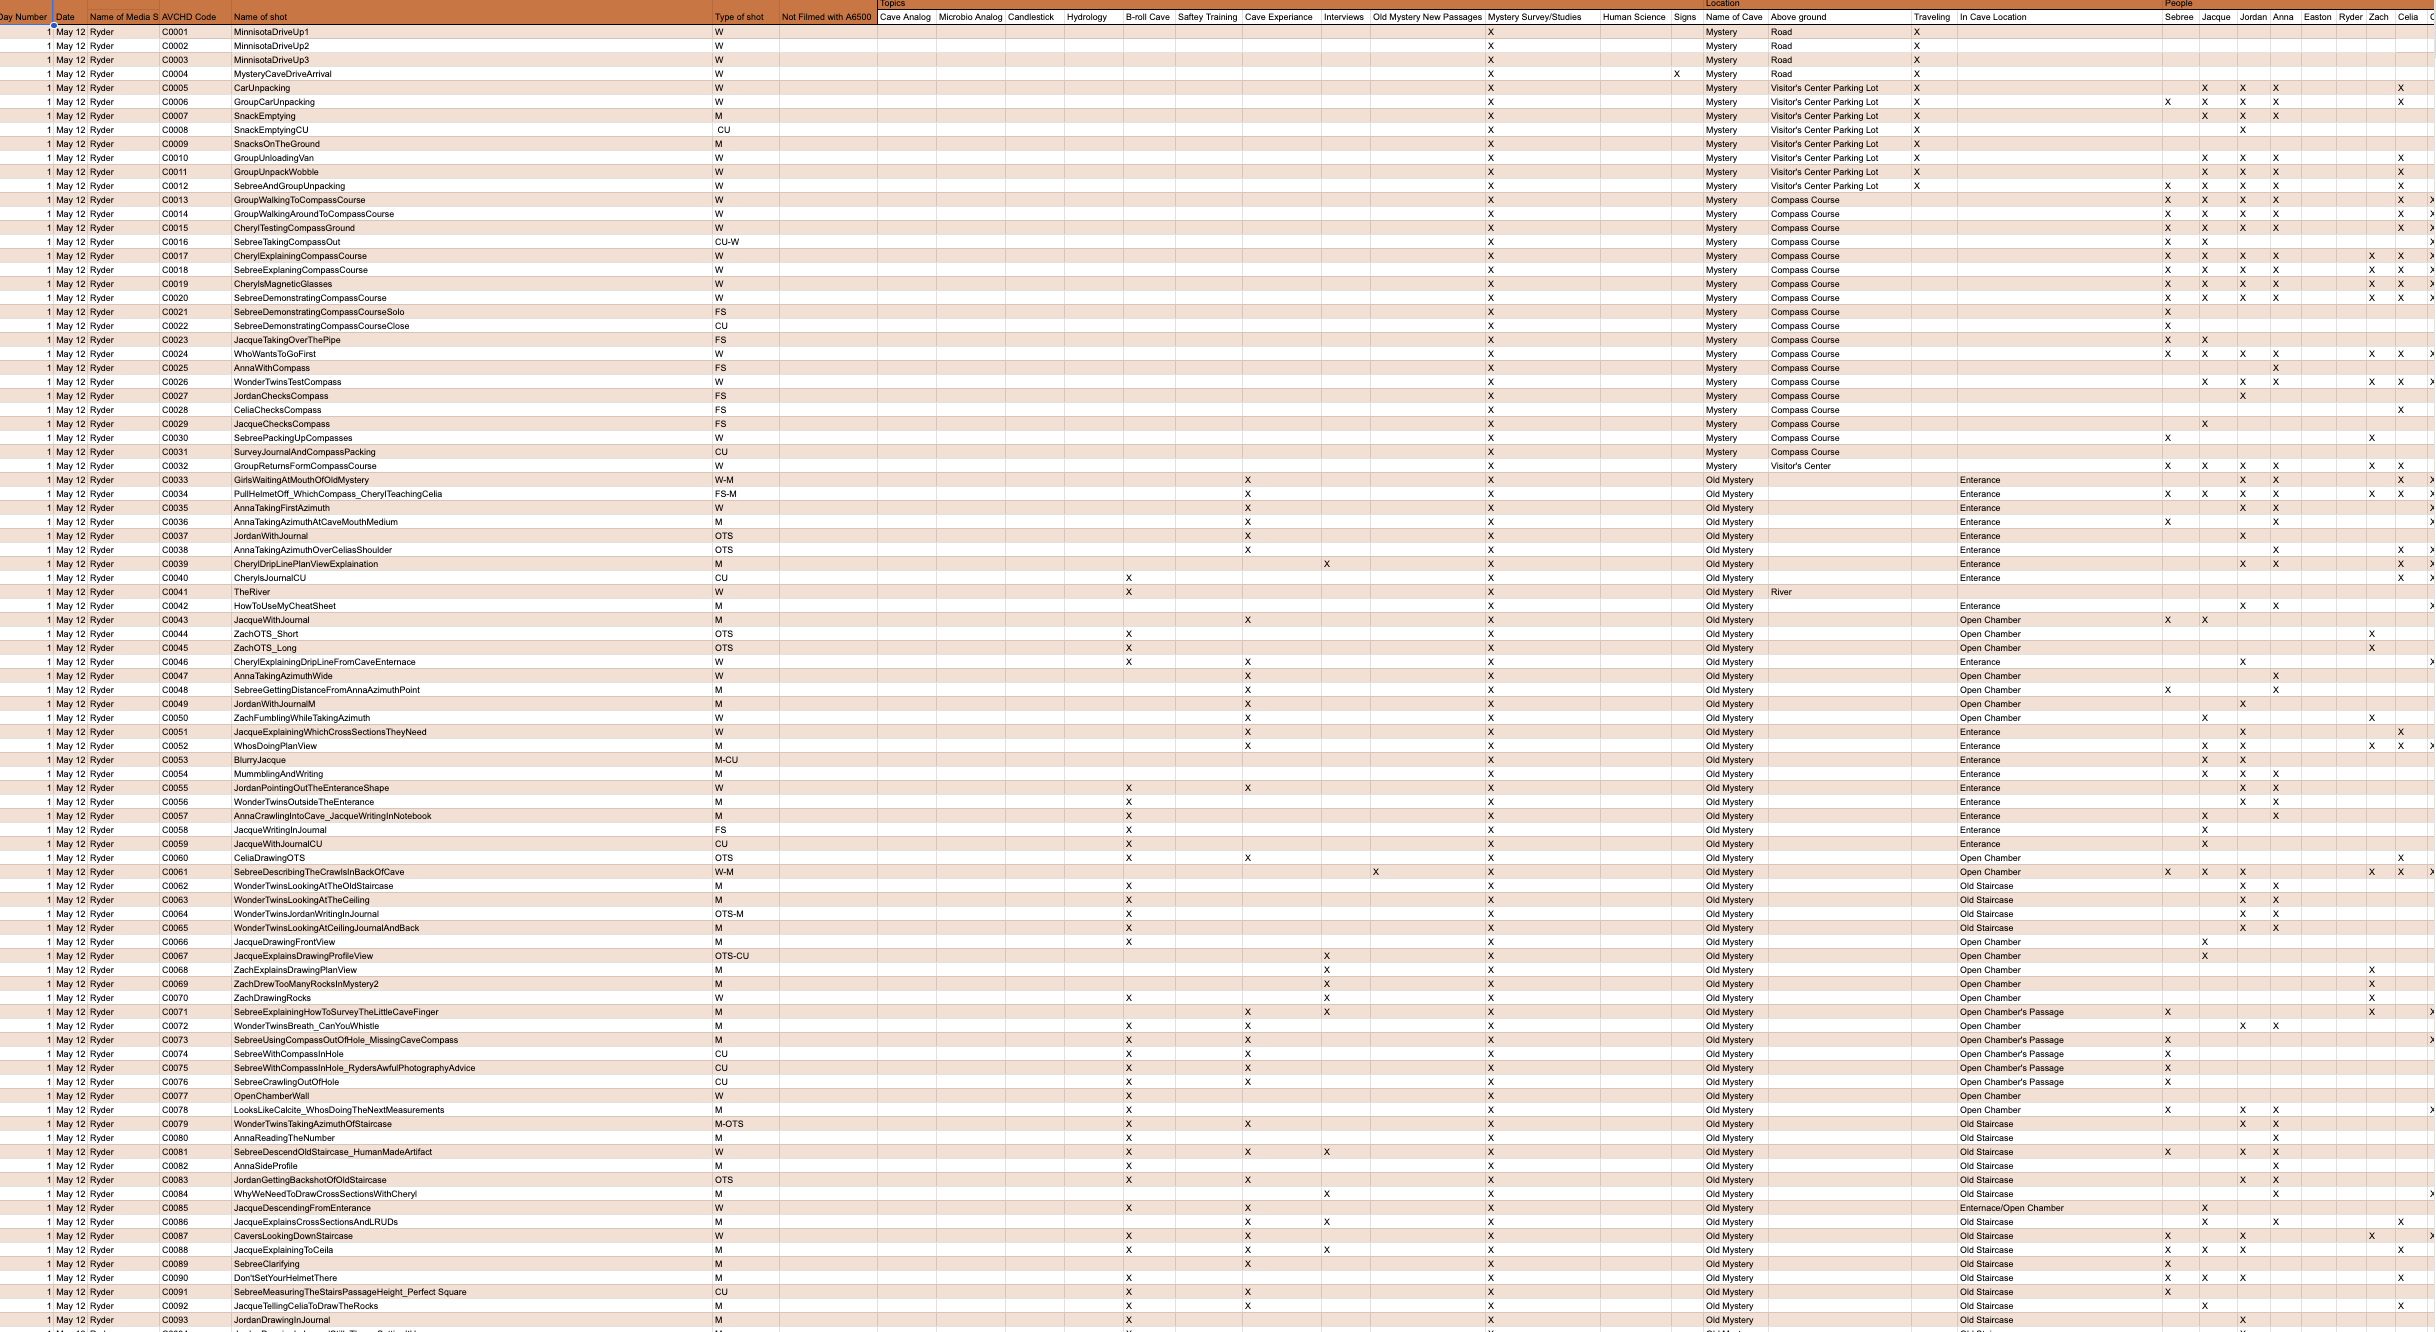 Topics Location People
Day Number Date Name of Media S AVCHD Code Name of shot Type of shot Not Filmed with A6500 Cave Analog Microbio Analog Candlestick Hydrology B-roll Cave Saftey Training Cave Experiance Interviews Old Mystery New Passages Mystery Survey/Studies Human Science Signs Name of Cave Above ground Traveling In Cave Location Sebree Jacque Jordan Anna Easton Ryder Zach Celia
1 May 12 Ryder C0001 MinnisotaDriveUp1 W X Mystery Road X
1 May 12 Ryder C0002 MinnisotaDriveUp2 W X Mystery Road X
1 May 12 Ryder C0003 MinnisotaDriveUp3 W X Mystery Road X
1 May 12 Ryder C0004 MysteryCaveDriveArrival W X X Mystery Road X
1 May 12 Ryder C0005 CarUnpacking W X Mystery Visitor's Center Parking Lot X X X X X
1 May 12 Ryder C0006 GroupCarUnpacking W X Mystery Visitor's Center Parking Lot X X X X X X
1 May 12 Ryder C0007 SnackEmptying M X Mystery Visitor's Center Parking Lot X X X X
1 May 12 Ryder C0008 SnackEmptyingCU CU X Mystery Visitor's Center Parking Lot X X
1 May 12 Ryder C0009 SnacksOnTheGround M X Mystery Visitor's Center Parking Lot X
1 May 12 Ryder C0010 GroupUnloadingVan W X Mystery Visitor's Center Parking Lot X X X X X
1 May 12 Ryder C0011 GroupUnpackWobble W X Mystery Visitor's Center Parking Lot X X X X X
1 May 12 Ryder C0012 SebreeAndGroupUnpacking W X Mystery Visitor's Center Parking Lot X X X X X X
1 May 12 Ryder C0013 GroupWalkingToCompassCourse W X Mystery Compass Course X X X X X
1 May 12 Ryder C0014 GroupWalkingAroundToCompassCourse W X Mystery Compass Course X X X X X
1 May 12 Ryder C0015 CherylTestingCompassGround W X Mystery Compass Course X X X X X
1 May 12 Ryder C0016 SebreeTakingCompassOut CU-W X Mystery Compass Course X X
1 May 12 Ryder C0017 CherylExplainingCompassCourse W X Mystery Compass Course X X X X X X
1 May 12 Ryder C0018 SebreeExplaningCompassCourse W X Mystery Compass Course X X X X X X
1 May 12 Ryder C0019 CherylsMagneticGlasses W X Mystery Compass Course X X X X X X
1 May 12 Ryder C0020 SebreeDemonstratingCompassCourse W X Mystery Compass Course X X X X X X
1 May 12 Ryder C0021 SebreeDemonstratingCompassCourseSolo FS X Mystery Compass Course X
1 May 12 Ryder C0022 SebreeDemonstratingCompassCourseClose CU X Mystery Compass Course X
1 May 12 Ryder C0023 JacqueTakingOverThePipe FS X Mystery Compass Course X X
1 May 12 Ryder C0024 WhoWantsToGoFirst W X Mystery Compass Course X X X X X X
1 May 12 Ryder C0025 AnnaWithCompass FS X Mystery Compass Course X
1 May 12 Ryder C0026 WonderTwinsTestCompass W X Mystery Compass Course X X X X X
1 May 12 Ryder C0027 JordanChecksCompass FS X Mystery Compass Course X
1 May 12 Ryder C0028 CeliaChecksCompass FS X Mystery Compass Course X
1 May 12 Ryder C0029 JacqueChecksCompass FS X Mystery Compass Course X
1 May 12 Ryder C0030 SebreePackingUpCompasses W X Mystery Compass Course X X
1 May 12 Ryder C0031 SurveyJournalAndCompassPacking CU X Mystery Compass Course
1 May 12 Ryder C0032 GroupReturnsFormCompassCourse W X Mystery Visitor's Center X X X X X X
1 May 12 Ryder C0033 GirlsWaitingAtMouthOfOldMystery W-M X X Old Mystery Enterance X X X
1 May 12 Ryder C0034 PullHelmetOff_WhichCompass_CherylTeachingCelia FS-M X X Old Mystery Enterance X X X X X X
1 May 12 Ryder C0035 AnnaTakingFirstAzimuth W X X Old Mystery Enterance X X
1 May 12 Ryder C0036 AnnaTakingAzimuthAtCaveMouthMedium M X X Old Mystery Enterance X X
1 May 12 Ryder C0037 JordanWithJournal OTS X X Old Mystery Enterance X
1 May 12 Ryder C0038 AnnaTakingAzimuthOverCeliasShoulder OTS X X Old Mystery Enterance X X
1 May 12 Ryder C0039 CherylDripLinePlanViewExplaination M X X Old Mystery Enterance X X X
1 May 12 Ryder C0040 CherylsJournalCU CU X X Old Mystery Enterance X
1 May 12 Ryder C0041 TheRiver W X X Old Mystery River
1 May 12 Ryder C0042 HowToUseMyCheatSheet M X Old Mystery Enterance X X
1 May 12 Ryder C0043 JacqueWithJournal M X X Old Mystery Open Chamber X X
1 May 12 Ryder C0044 ZachOTS_Short OTS X X Old Mystery Open Chamber X
1 May 12 Ryder C0045 ZachOTS_Long OTS X X Old Mystery Open Chamber X
1 May 12 Ryder C0046 CherylExplainingDripLineFromCaveEnternace W X X X Old Mystery Enterance X
1 May 12 Ryder C0047 AnnaTakingAzimuthWide W X X Old Mystery Open Chamber X
1 May 12 Ryder C0048 SebreeGettingDistanceFromAnnaAzimuthPoint M X X Old Mystery Open Chamber X X
1 May 12 Ryder C0049 JordanWithJournalM M X X Old Mystery Open Chamber X
1 May 12 Ryder C0050 ZachFumblingWhileTakingAzimuth W X X Old Mystery Open Chamber X X
1 May 12 Ryder C0051 JacqueExplainingWhichCrossSectionsTheyNeed W X X Old Mystery Enterance X X
1 May 12 Ryder C0052 WhosDoingPlanView M X X Old Mystery Enterance X X X X
1 May 12 Ryder C0053 BlurryJacque M-CU X Old Mystery Enterance X X
1 May 12 Ryder C0054 MummblingAndWriting M X Old Mystery Enterance X X X
1 May 12 Ryder C0055 JordanPointingOutTheEnteranceShape W X X X Old Mystery Enterance X X
1 May 12 Ryder C0056 WonderTwinsOutsideTheEnterance M X X Old Mystery Enterance X X
1 May 12 Ryder C0057 AnnaCrawlingIntoCave_JacqueWritingInNotebook M X X Old Mystery Enterance X X
1 May 12 Ryder C0058 JacqueWritingInJournal FS X X Old Mystery Enterance X
1 May 12 Ryder C0059 JacqueWithJournalCU CU X X Old Mystery Enterance X
1 May 12 Ryder C0060 CeliaDrawingOTS OTS X X X Old Mystery Open Chamber X
1 May 12 Ryder C0061 SebreeDescribingTheCrawlsInBackOfCave W-M X X Old Mystery Open Chamber X X X X X
1 May 12 Ryder C0062 WonderTwinsLookingAtTheOldStaircase M X X Old Mystery Old Staircase X X
1 May 12 Ryder C0063 WonderTwinsLookingAtTheCeiling M X X Old Mystery Old Staircase X X
1 May 12 Ryder C0064 WonderTwinsJordanWritingInJournal OTS-M X X Old Mystery Old Staircase X X
1 May 12 Ryder C0065 WonderTwinsLookingAtCeilingJournalAndBack M X X Old Mystery Old Staircase X X
1 May 12 Ryder C0066 JacqueDrawingFrontView M X X Old Mystery Open Chamber X
1 May 12 Ryder C0067 JacqueExplainsDrawingProfileView OTS-CU X X Old Mystery Open Chamber X
1 May 12 Ryder C0068 ZachExplainsDrawingPlanView M X X Old Mystery Open Chamber X
1 May 12 Ryder C0069 ZachDrewTooManyRocksInMystery2 M X X Old Mystery Open Chamber X
1 May 12 Ryder C0070 ZachDrawingRocks W X X X Old Mystery Open Chamber X
1 May 12 Ryder C0071 SebreeExplainingHowToSurveyTheLittleCaveFinger M X X X Old Mystery Open Chamber's Passage X X
1 May 12 Ryder C0072 WonderTwinsBreath_CanYouWhistle M X X X Old Mystery Open Chamber X X
1 May 12 Ryder C0073 SebreeUsingCompassOutOfHole_MissingCaveCompass M X X X Old Mystery Open Chamber's Passage X
1 May 12 Ryder C0074 SebreeWithCompassInHole CU X X X Old Mystery Open Chamber's Passage X
1 May 12 Ryder C0075 SebreeWithCompassInHole_RydersAwfulPhotographyAdvice CU X X X Old Mystery Open Chamber's Passage X
1 May 12 Ryder C0076 SebreeCrawlingOutOfHole CU X X X Old Mystery Open Chamber's Passage X
1 May 12 Ryder C0077 OpenChamberWall W X X Old Mystery Open Chamber
1 May 12 Ryder C0078 LooksLikeCalcite_WhosDoingTheNextMeasurements M X X Old Mystery Open Chamber X X X
1 May 12 Ryder C0079 WonderTwinsTakingAzimuthOfStaircase M-OTS X X X Old Mystery Old Staircase X X
1 May 12 Ryder C0080 AnnaReadingTheNumber M X X Old Mystery Old Staircase X
1 May 12 Ryder C0081 SebreeDescendOldStaircase_HumanMadeArtifact W X X X X Old Mystery Old Staircase X X X
1 May 12 Ryder C0082 AnnaSideProfile M X X Old Mystery Old Staircase X
1 May 12 Ryder C0083 JordanGettingBackshotOfOldStaircase OTS X X X Old Mystery Old Staircase X X
1 May 12 Ryder C0084 WhyWeNeedToDrawCrossSectionsWithCheryl M X X Old Mystery Old Staircase X
1 May 12 Ryder C0085 JacqueDescendingFromEnterance W X X X Old Mystery Enternace/Open Chamber X
1 May 12 Ryder C0086 JacqueExplainsCrossSectionsAndLRUDs M X X X Old Mystery Old Staircase X X X
1 May 12 Ryder C0087 CaversLookingDownStaircase W X X X Old Mystery Old Staircase X X X
1 May 12 Ryder C0088 JacqueExplainingToCeila M X X X X Old Mystery Old Staircase X X X X
1 May 12 Ryder C0089 SebreeClarifying M X X Old Mystery Old Staircase X
1 May 12 Ryder C0090 Don'tSetYourHelmetThere M X X Old Mystery Old Staircase X X X X
1 May 12 Ryder C0091 SebreeMeasuringTheStairsPassageHeight_Perfect Square CU X X X Old Mystery Old Staircase X
1 May 12 Ryder C0092 JacqueTellingCeliaToDrawTheRocks M X X X Old Mystery Old Staircase X X
1 May 12 Ryder C0093 JordanDrawingInJournal M X X Old Mystery Old Staircase X